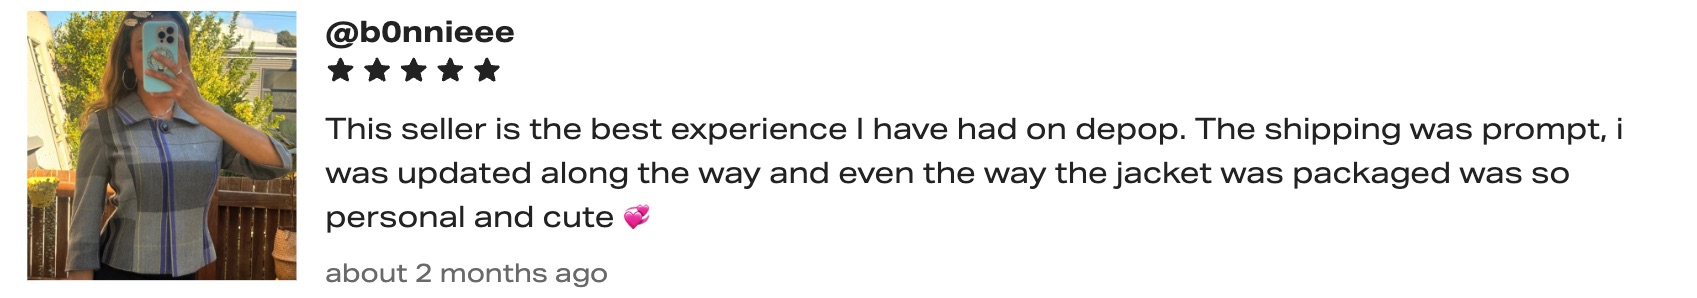 @b0nnieee
★ ★ ★ ★ ★
This seller is the best experience I have had on depop. The shipping was prompt, i
was updated along the way and even the way the jacket was packaged was so
personal and cute 💞
about 2 months ago